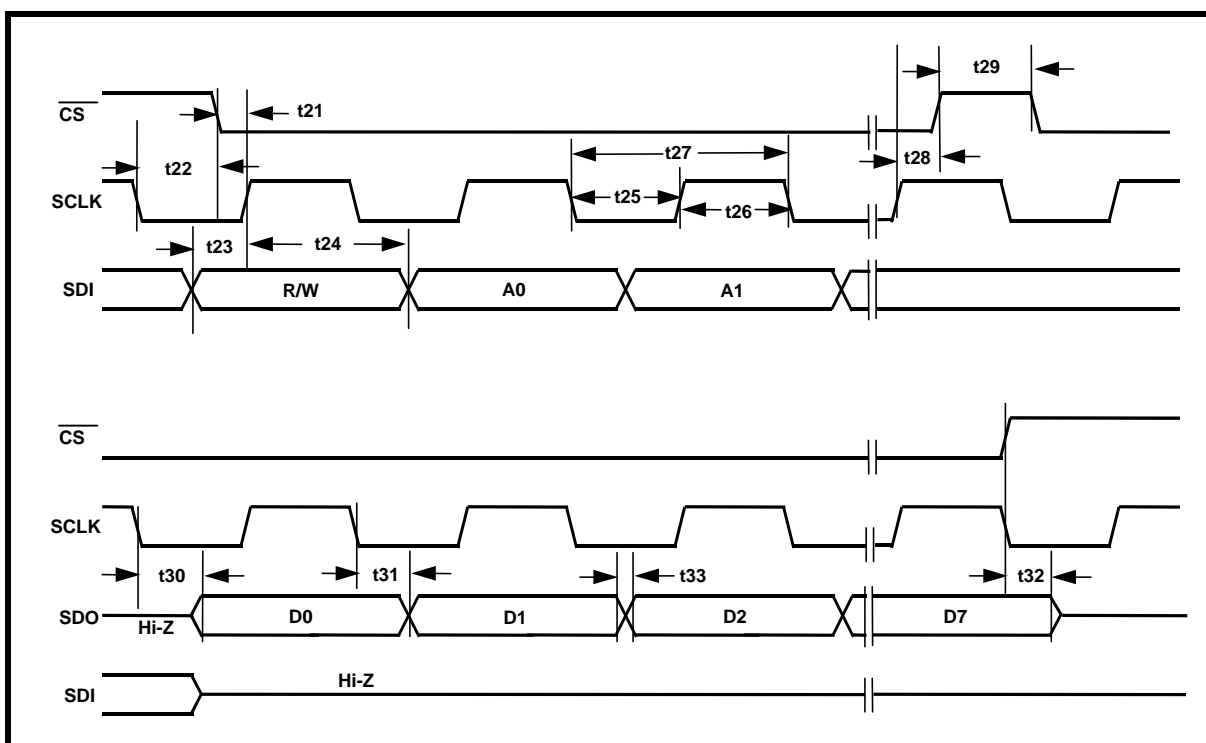 t29
t21
CS
t27
t22
t28
t25
t26
SCLK
t23
t24
SDI
R/W
A0
A1
CS
SCLK
t30
t31
t33
t32
SDO
Hi-Z
D0
D1
D2
D7
Hi-Z
SDI